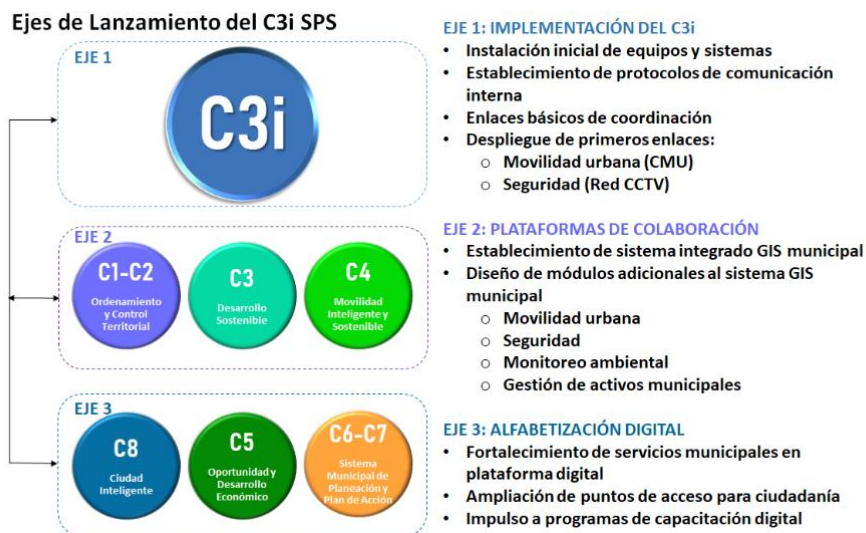 Ejes de Lanzamiento del C3i SPS
EJE 1
C3i
EJE 2
C1-C2
Ordenamiento
y Control
Territorial
C3
Desarrollo
Sostenible
C4
Movilidad
Inteligente y
Sostenible
EJE 3
C8
Ciudad
Inteligente
C5
Oportunidad y
Desarrollo
Económico
C6-C7
Sistema
Municipal de
Planeación y
Plan de Acción
EJE 1: IMPLEMENTACIÓN DEL C3i
• Instalación inicial de equipos y sistemas
• Establecimiento de protocolos de comunicación
interna
• Enlaces básicos de coordinación
• Despliegue de primeros enlaces:
o Movilidad urbana (CMU)
o Seguridad (Red CCTV)
EJE 2: PLATAFORMAS DE COLABORACIÓN
• Establecimiento de sistema integrado GIS municipal
• Diseño de módulos adicionales al sistema GIS
municipal
o Movilidad urbana
o Seguridad
o Monitoreo ambiental
o Gestión de activos municipales
EJE 3: ALFABETIZACIÓN DIGITAL
• Fortalecimiento de servicios municipales en
plataforma digital
• Ampliación de puntos de acceso para ciudadanía
• Impulso a programas de capacitación digital